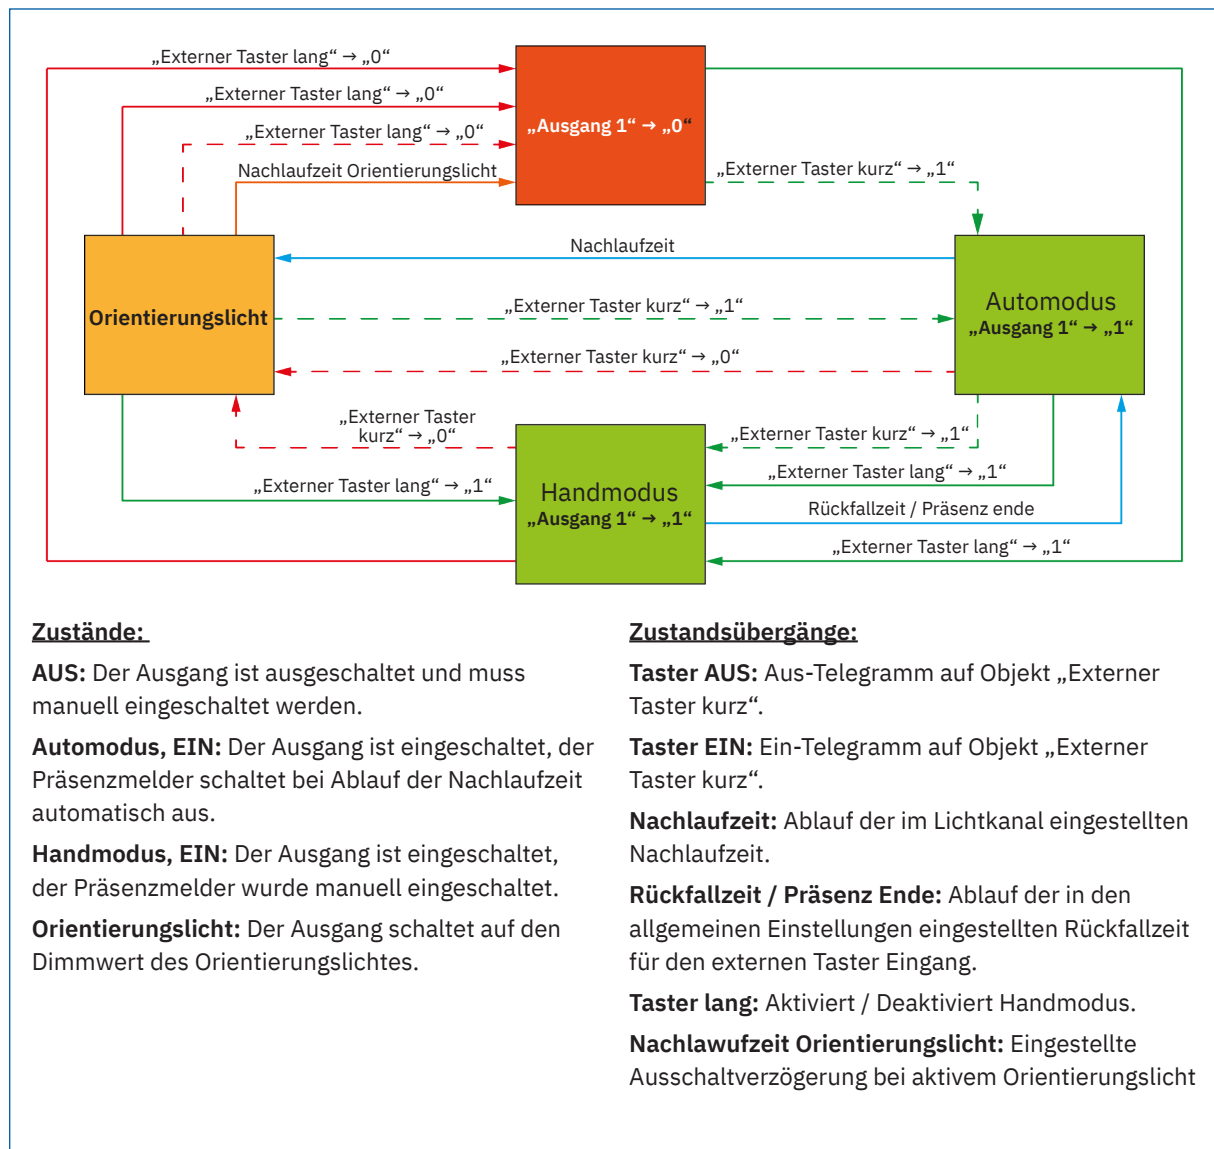 „Externer Taster lang“ → „0“
„Externer Taster lang“ → „0“
„Externer Taster lang“ → „0“
Nachlaufzeit Orientierungslicht
„Ausgang 1“ → „0“
„Externer Taster kurz“ → „1“
Nachlaufzeit
Orientierungslicht
„Externer Taster kurz“ → „1“
Automodus
„Ausgang 1“ → „1“
„Externer Taster kurz“ → „0“
„Externer Taster
kurz“ → „0“
„Externer Taster kurz“ → „1“
„Externer Taster lang“ → „1“
„Externer Taster lang“ → „1“
Handmodus
„Ausgang 1“ → „1“
Rückfallzeit / Präsenz ende
„Externer Taster lang“ → „1“
Zustände:
AUS: Der Ausgang ist ausgeschaltet und muss
manuell eingeschaltet werden.
Automodus, EIN: Der Ausgang ist eingeschaltet, der
Präsenzmelder schaltet bei Ablauf der Nachlaufzeit
automatisch aus.
Handmodus, EIN: Der Ausgang ist eingeschaltet,
der Präsenzmelder wurde manuell eingeschaltet.
Orientierungslicht: Der Ausgang schaltet auf den
Dimmwert des Orientierungslichtes.
Zustandsübergänge:
Taster AUS: Aus-Telegramm auf Objekt „Externer
Taster kurz“.
Taster EIN: Ein-Telegramm auf Objekt „Externer
Taster kurz“.
Nachlaufzeit: Ablauf der im Lichtkanal eingestellten
Nachlaufzeit.
Rückfallzeit / Präsenz Ende: Ablauf der in den
allgemeinen Einstellungen eingestellten Rückfallzeit
für den externen Taster Eingang.
Taster lang: Aktiviert / Deaktiviert Handmodus.
Nachlawufzeit Orientierungslicht: Eingestellte
Ausschaltverzögerung bei aktivem Orientierungslicht